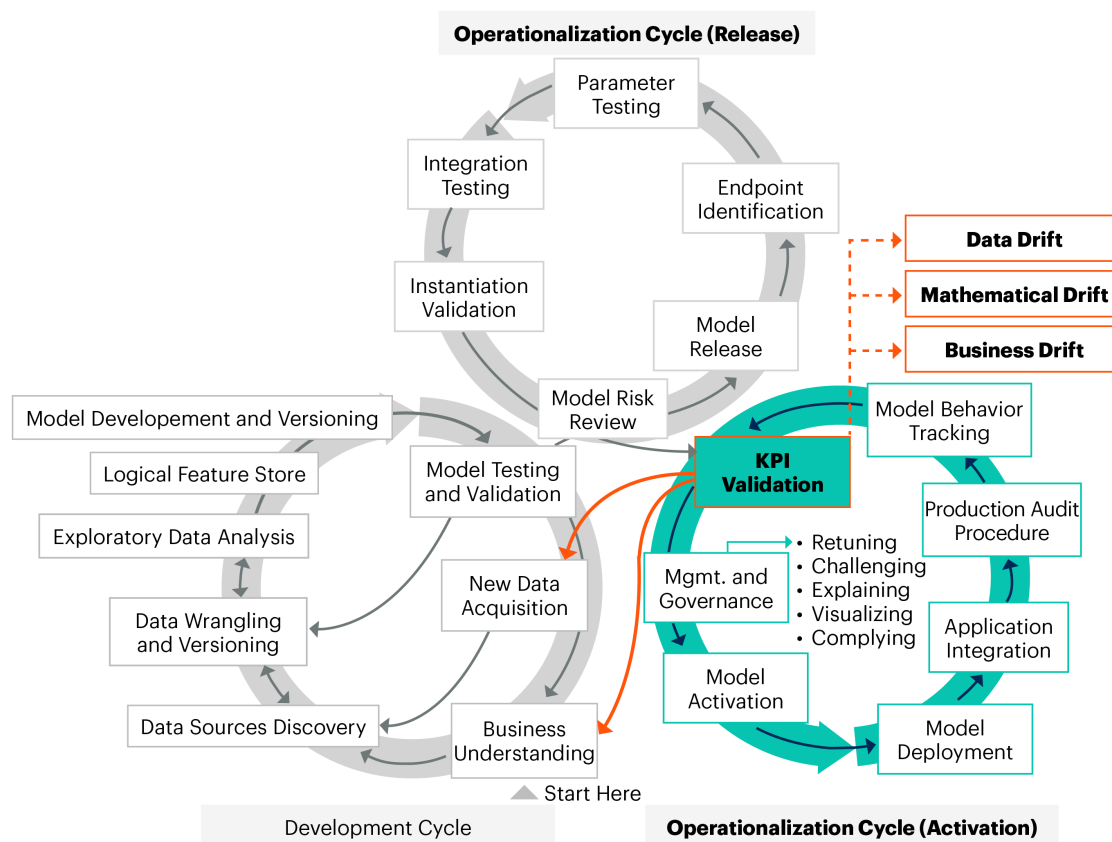 Operationalization Cycle (Release)
Parameter
Testing
Integration
Testing
Endpoint
Identification
Data Drift
Mathematical Drift
Business Drift
Instantiation
Validation
Model
Release
Model Risk
Review
Model Behavior
Tracking
Model Developement and Versioning
Logical Feature Store
Model Testing
and Validation
KPI
Validation
Exploratory Data Analysis
Production Audit
Procedure
New Data
Acquisition
Mgmt. and
Governance
• Retuning
• Challenging
• Explaining
• Visualizing
• Complying
Data Wrangling
and Versioning
Application
Integration
Model
Activation
Data Sources Discovery
Business
Understanding
Model
Deployment
Start Here
Development Cycle
Operationalization Cycle (Activation)